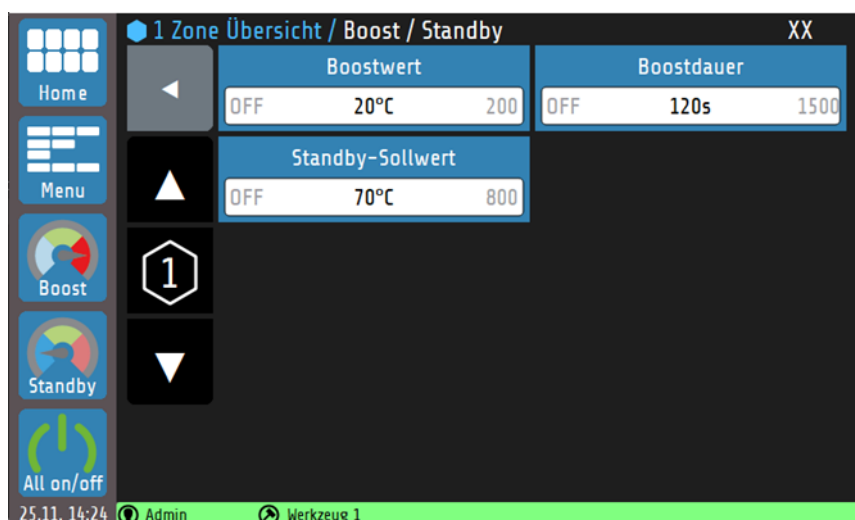 1 Zone Übersicht / Boost / Standby
XX
Home
Menu
Boost
Standby
All on/off
Boostwert
OFF 20°C 200
Boostdauer
OFF 120s 1500
Standby-Sollwert
OFF 70°C 800
1
25.11. 14:24
Admin
Werkzeug 1